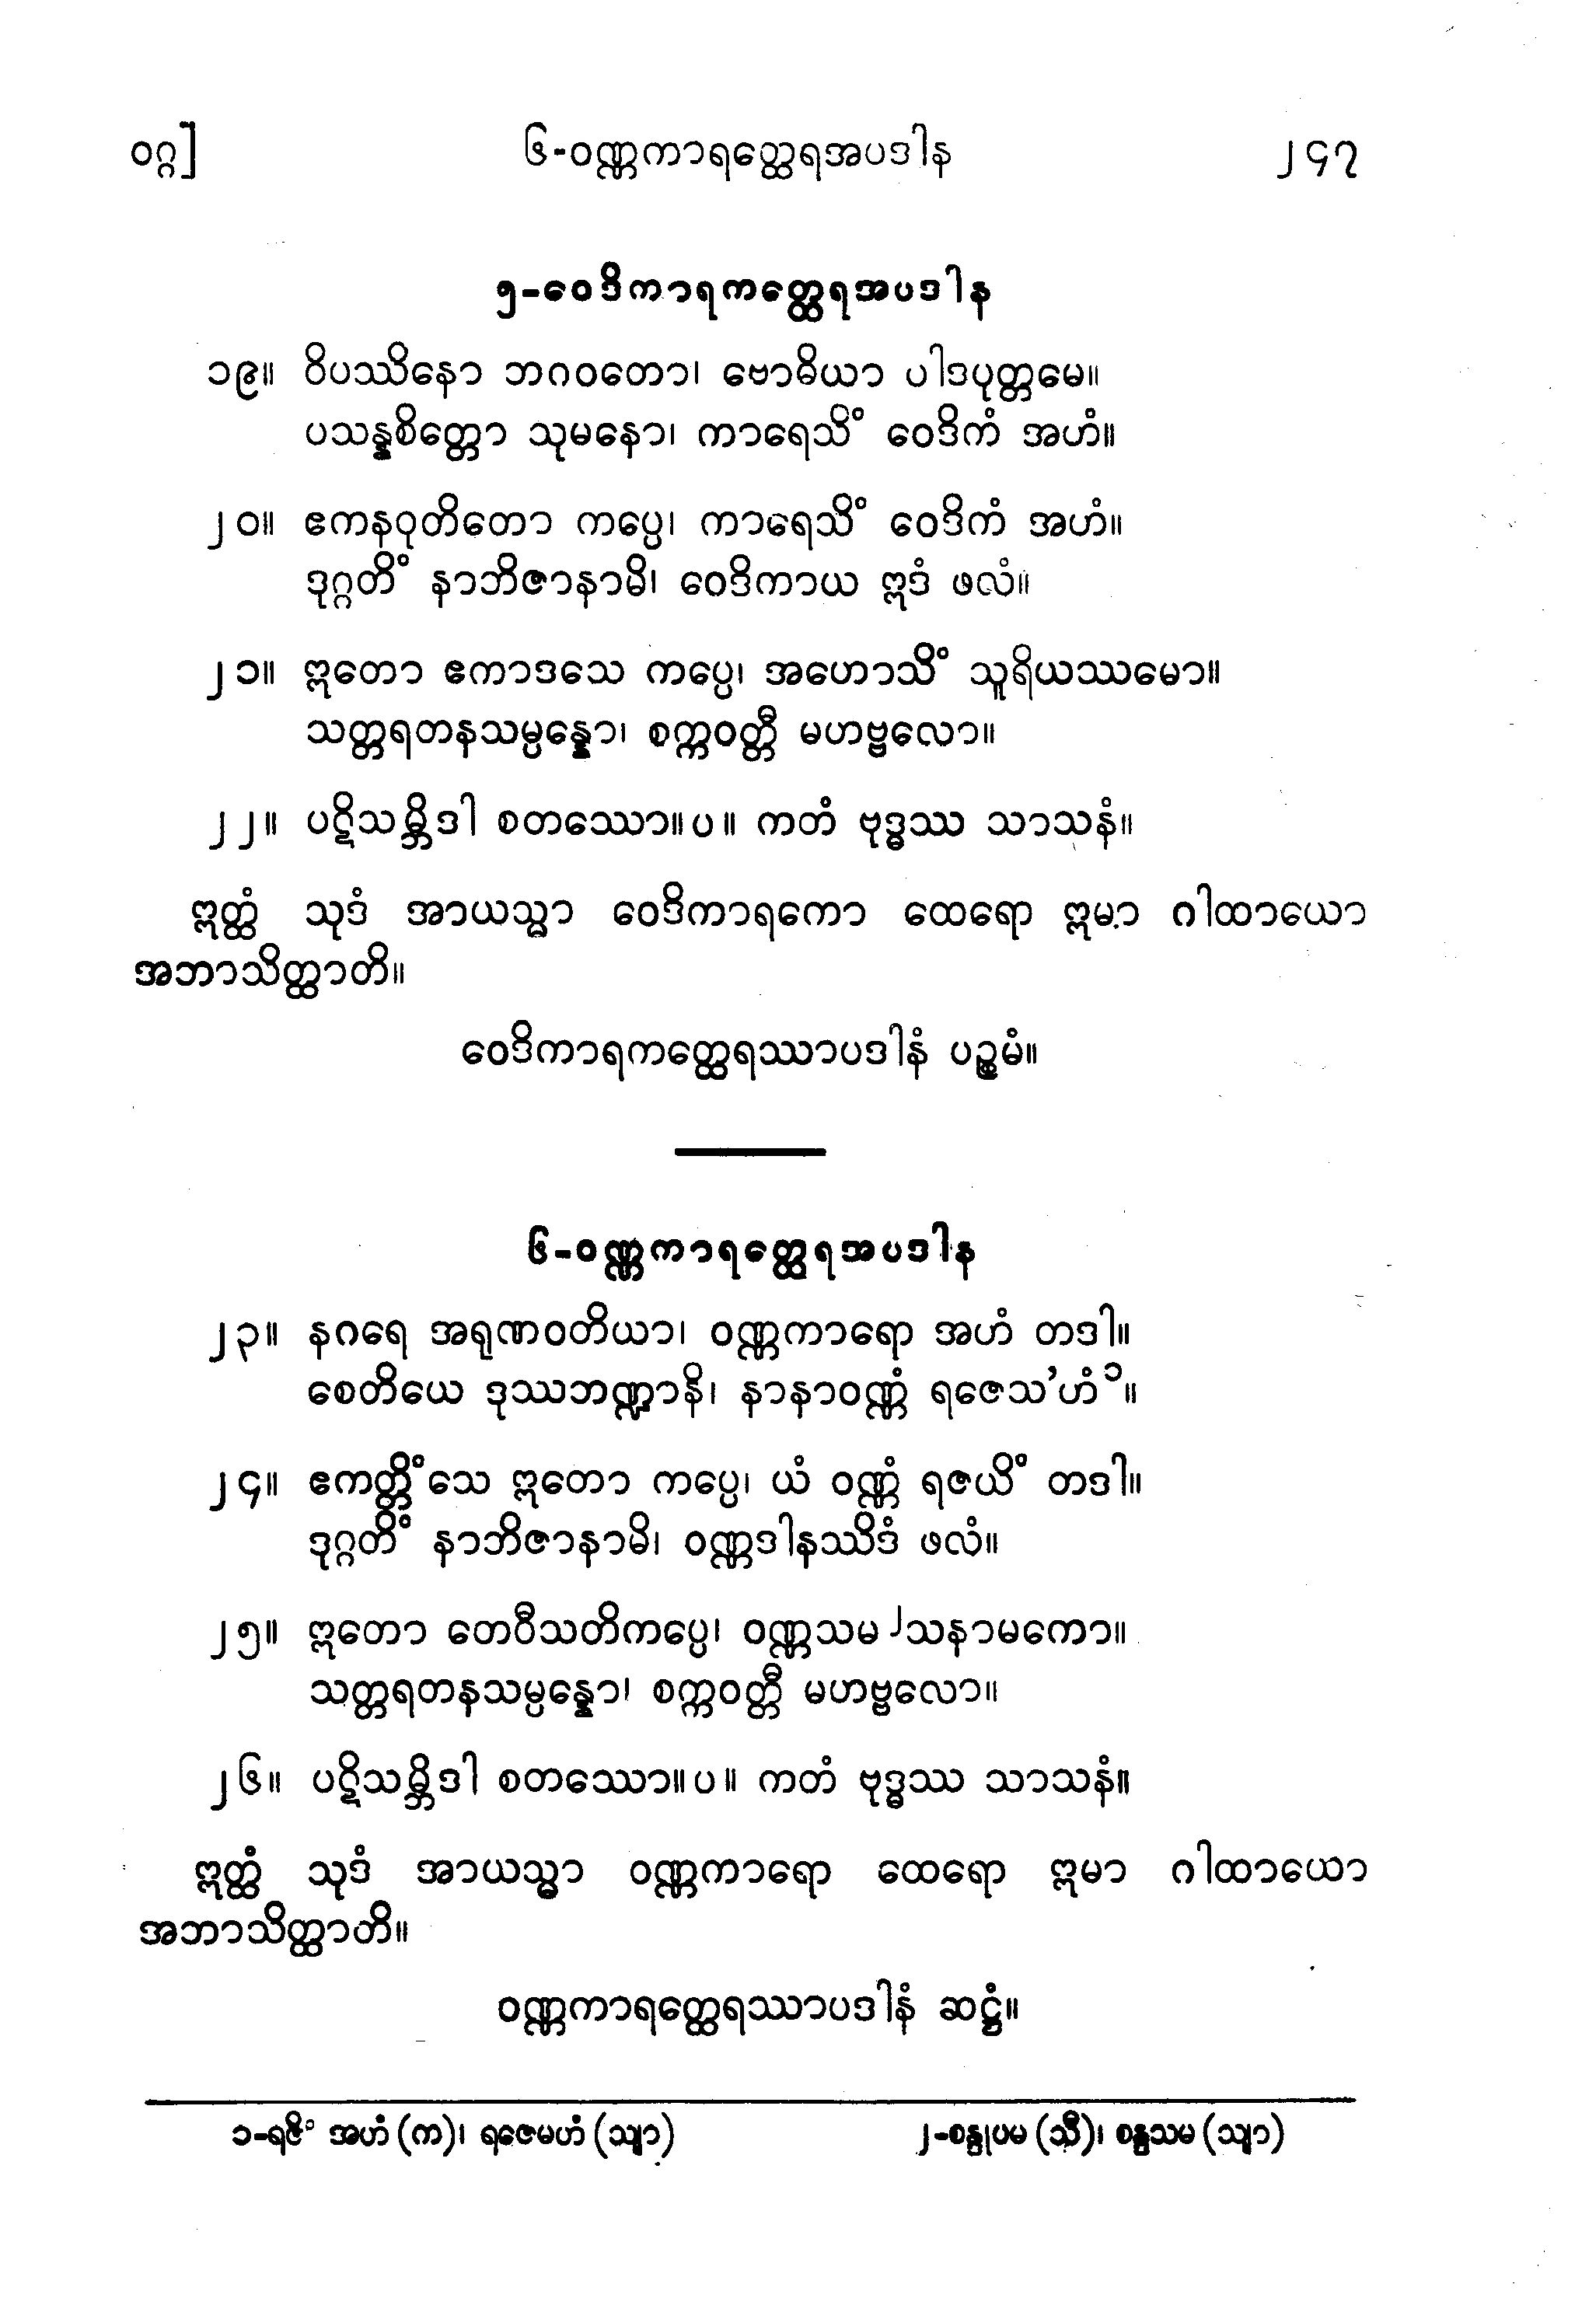 ဝဂ္ဂ]
၆-ဝဏ္ဏကာရတ္ထေရအပဒါန
၂၄၇
၅-ဝေဒိကာရကတ္ထေရအပဒါန
၁၉။ ဝိပဿိနော ဘဂဝတော၊ ဗောဓိယာ ပါဒပုတ္တမေ။
ပသန္နစိတ္တော သုမနော၊ ကာရေသိံ ဝေဒိကံ အဟံ။
၂၀။ ဧကနဝုတိတော ကပ္ပေ၊ ကာရေသိံ ဝေဒိကံ အဟံ။
ဒုဂ္ဂတိံ နာဘိဇာနာမိ၊ ဝေဒိကာယ ဣဒံ ဖလံ။
၂၁။ ဣတော ဧကာဒသေ ကပ္ပေ၊ အဟောသိံ သူရိယဿမော။
သတ္တရတနသမ္ပန္နော၊ စက္ကဝတ္တီ မဟဗ္ဗလော။
၂၂။ ပဋိသမ္ဘိဒါ စတဿော။ပ။ ကတံ ဗုဒ္ဓဿ သာသနံ။
ဣတ္ထံ သုဒံ အာယသ္မာ ဝေဒိကာရကော ထေရော ဣမာ ဂါထာယော
အဘာသိတ္ထာတိ။
ဝေဒိကာရကတ္ထေရဿာပဒါနံ ပဉ္စမံ။
၆-ဝဏ္ဏကာရတ္ထေရအပဒါန
၂၃။ နဂရေ အရုဏဝတိယာ၊ ဝဏ္ဏကာရော အဟံ တဒါ။
စေတိယေ ဒုဿဘဏ္ဍာနိ၊ နာနာဝဏ္ဏံ ရဇေသ’ဟံ၁။
၂၄။ ဧကတ္တိံသေ ဣတော ကပ္ပေ၊ ယံ ဝဏ္ဏံ ရဇယိံ တဒါ။
ဒုဂ္ဂတိံ နာဘိဇာနာမိ၊ ဝဏ္ဏဒါနဿိဒံ ဖလံ။
၂၅။ ဣတော တေဝီသတိကပ္ပေ၊ ဝဏ္ဏသမ၂သနာမကော။
သတ္တရတနသမ္ပန္နော၊ စက္ကဝတ္တီ မဟဗ္ဗလော။
၂၆။ ပဋိသမ္ဘိဒါ စတဿော။ပ။ ကတံ ဗုဒ္ဓဿ သာသနံ။
ဣတ္ထံ သုဒံ အာယသ္မာ ဝဏ္ဏကာရော ထေရော ဣမာ ဂါထာယော
အဘာသိတ္ထာတိ။
ဝဏ္ဏကာရတ္ထေရဿာပဒါနံ ဆဋ္ဌံ။
၁-ရဇိံ အဟံ (က)၊ ရဇေမဟံ (သျာ)
၂-စန္ဒုပမ (သီ)၊ စန္ဒသမ (သျာ)